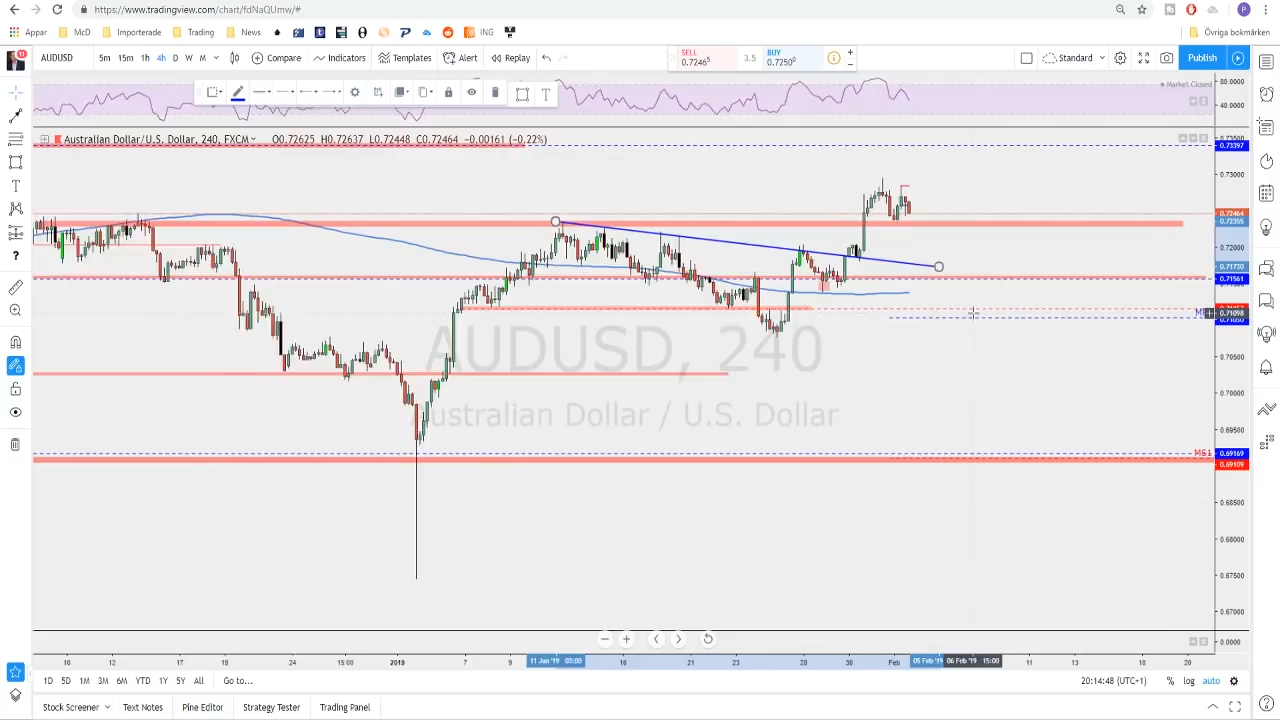 https://www.tradingview.com/chart/fdNaQUmw/#
Appar McD Importerade Trading News ING Övriga bokmärken
AUDUSD 5m 15m 1h 4h D W M Compare Indicators Templates Alert Replay
SELL 0.72465 3.5 BUY 0.72500
Standard Publish
Market Closed
80.0000
40.0000
Australian Dollar/U.S. Dollar, 240, FXCM O0.72625 H0.72637 L0.72448 C0.72464 -0.00161 (-0.22%)
0.73397
0.73000
0.72464
0.72355
0.72000
0.71730
0.71561
0.71098
AUDUSD, 240
Australian Dollar / U.S. Dollar
0.70500
0.70000
0.69500
MS1 0.69169
0.69109
0.68500
0.68000
0.67500
0.67000
0.0000
10 13 17 19 24 15:00 2019 7 9 11 Jan '19 00:00 16 21 23 28 30 Feb 05 Feb '19 06 Feb '19 15:00 11 13 18 20
1D 5D 1M 3M 6M YTD 1Y 5Y All Go to... 20:14:48 (UTC+1) % log auto
Stock Screener Text Notes Pine Editor Strategy Tester Trading Panel